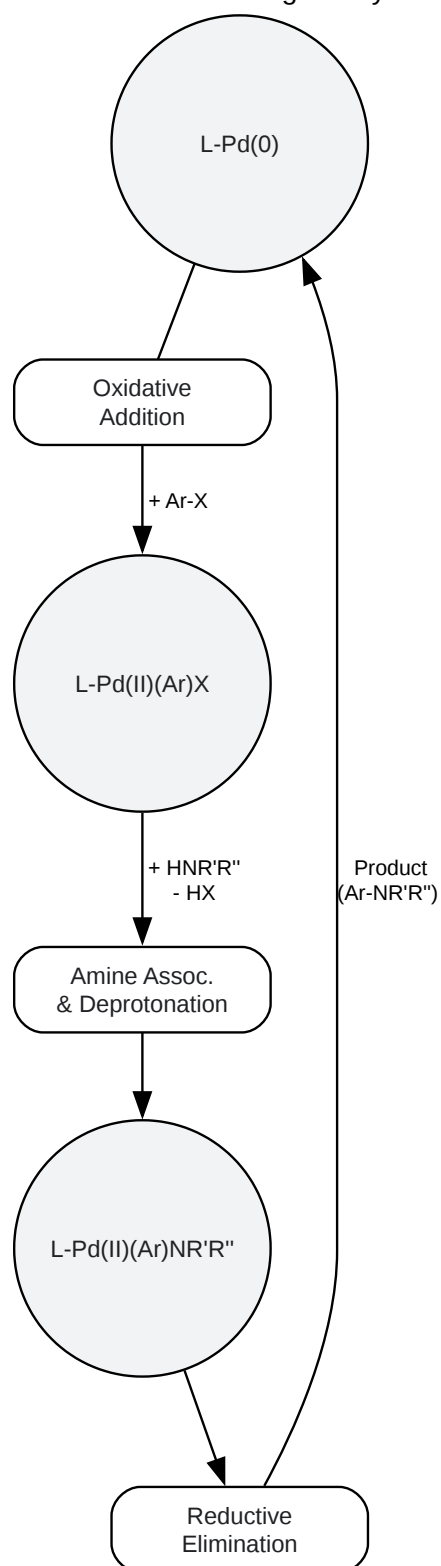 L-Pd(0)
Oxidative
Addition
+ Ar-X
L-Pd(II)(Ar)X
+ HNR'R''
- HX
Product
(Ar-NR'R'')
Amine Assoc.
& Deprotonation
L-Pd(II)(Ar)NR'R''
Reductive
Elimination